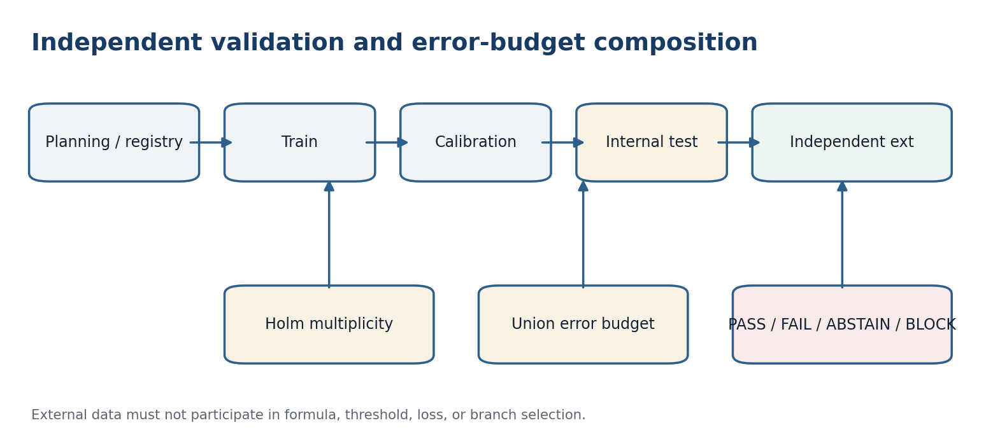 Independent validation and error-budget composition
Planning / registry
Train
Calibration
Internal test
Independent ext
Holm multiplicity
Union error budget
PASS / FAIL / ABSTAIN / BLOCK
External data must not participate in formula, threshold, loss, or branch selection.